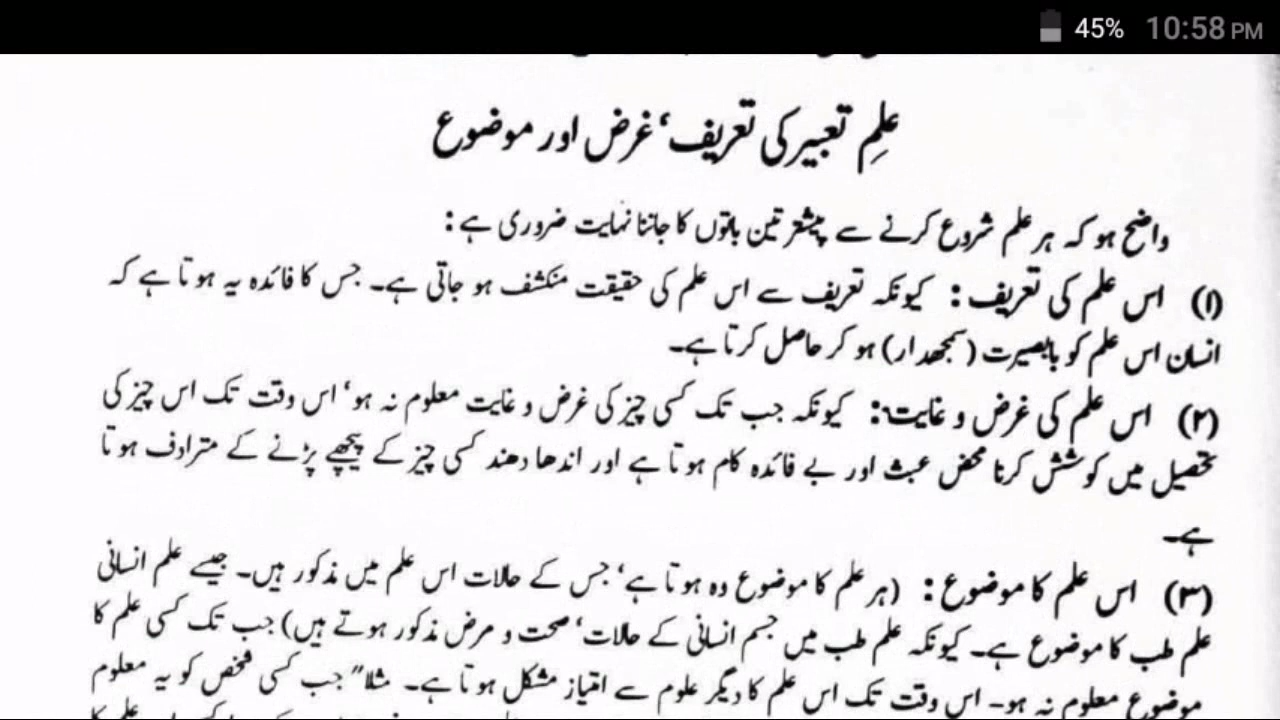 45% 10:58 PM
علمِ تعبیر کی تعریف‘ غرض اور موضوع
واضح ہو کہ ہر علم شروع کرنے سے پیشتر تین باتوں کا جاننا نہایت ضروری ہے:
(۱) اس علم کی تعریف: کیونکہ تعریف سے اس علم کی حقیقت منکشف ہو جاتی ہے۔ جس کا فائدہ یہ ہوتا ہے کہ
انسان اس علم کو بابصیرت (سمجھدار) ہو کر حاصل کرتا ہے۔
(۲) اس علم کی غرض و غایت: کیونکہ جب تک کسی چیز کی غرض و غایت معلوم نہ ہو‘ اس وقت تک اس چیز کی
تحصیل میں کوشش کرنا محض عبث اور بے فائدہ کام ہوتا ہے اور اندھا دھند کسی چیز کے پیچھے پڑنے کے مترادف ہوتا
ہے۔
(۳) اس علم کا موضوع: (ہر علم کا موضوع وہ ہوتا ہے‘ جس کے حالات اس علم میں مذکور ہیں۔ جیسے علم انسانی
علم طب کا موضوع ہے۔ کیونکہ علم طب میں جسم انسانی کے حالات‘ صحت و مرض مذکور ہوتے ہیں) جب تک کسی علم کا
موضوع معلوم نہ ہو۔ اس وقت تک اس علم کا دیگر علوم سے امتیاز مشکل ہوتا ہے۔ مثلا" جب کسی شخص کو یہ معلوم